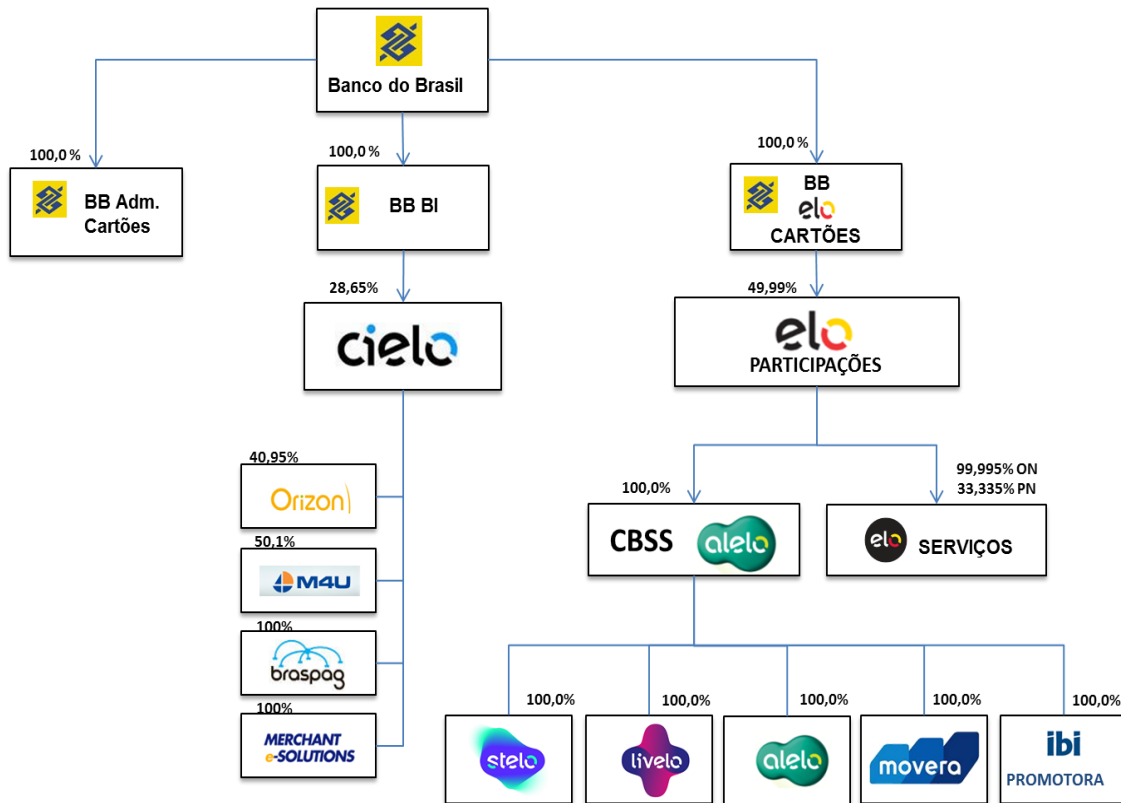 Banco do Brasil
100,0 %
BB Adm.
Cartões
100,0 %
BB BI
100,0 %
BB
elo
CARTÕES
28,65%
cielo
49,99%
elo
PARTICIPAÇÕES
40,95%
Orizon
50,1%
M4U
100%
braspag
100%
MERCHANT
e-SOLUTIONS
100,0%
CBSS alelo
99,995% ON
33,335% PN
elo SERVIÇOS
100,0%
stelo
100,0%
livelo
100,0%
alelo
100,0%
movera
100,0%
ibi
PROMOTORA